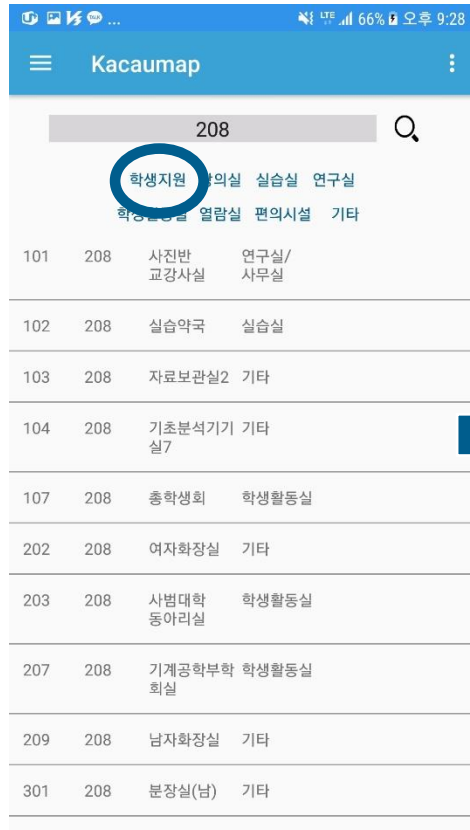 TALK ... LTE 66% 오후 9:28
Kacaumap
208
학생지원 실습실 연구실
열람실 편의시설 기타
101 208 사진반 연구실/
교강사실 사무실
102 208 실습약국 실습실
103 208 자료보관실2 기타
104 208 기초분석기기 기타
실7
107 208 총학생회 학생활동실
202 208 여자화장실 기타
203 208 사범대학 학생활동실
동아리실
207 208 기계공학부학 학생활동실
회실
209 208 남자화장실 기타
301 208 분장실(남) 기타